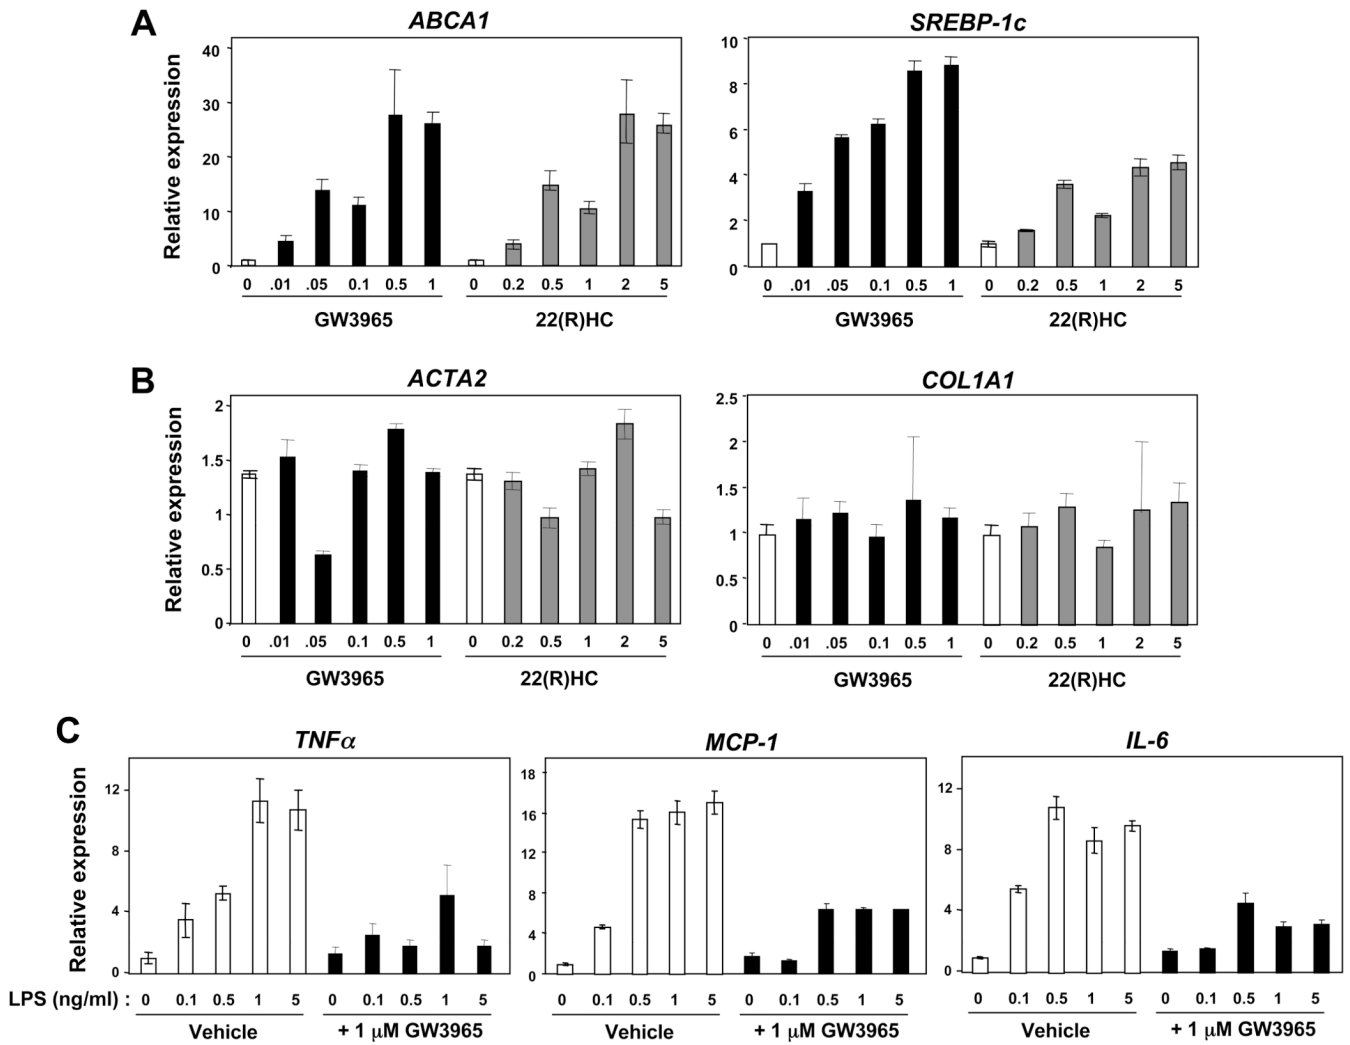 A
ABCA1
SREBP-1c
Relative expression
40
30
20
10
0
10
8
6
4
2
0
0 .01 .05 0.1 0.5 1 0 0.2 0.5 1 2 5
0 .01 .05 0.1 0.5 1 0 0.2 0.5 1 2 5
GW3965 22(R)HC
GW3965 22(R)HC
B
ACTA2
COL1A1
Relative expression
2
1.5
1
0.5
0
2.5
2
1.5
1
0.5
0
0 .01 .05 0.1 0.5 1 0 0.2 0.5 1 2 5
0 .01 .05 0.1 0.5 1 0 0.2 0.5 1 2 5
GW3965 22(R)HC
GW3965 22(R)HC
C
TNFα
MCP-1
IL-6
Relative expression
12
8
4
0
18
16
12
8
4
0
12
8
4
0
LPS (ng/ml) : 0 0.1 0.5 1 5 0 0.1 0.5 1 5
0 0.1 0.5 1 5 0 0.1 0.5 1 5
0 0.1 0.5 1 5 0 0.1 0.5 1 5
Vehicle + 1 μM GW3965
Vehicle + 1 μM GW3965
Vehicle + 1 μM GW3965